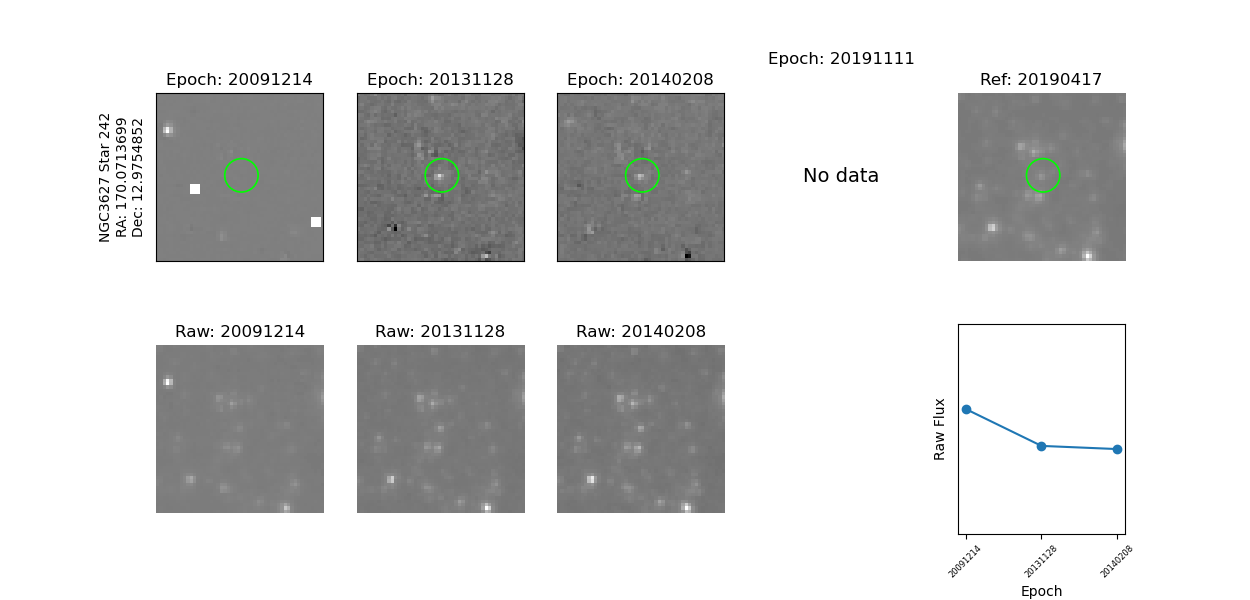 Epoch: 20191111
Epoch: 20091214
Epoch: 20131128
Epoch: 20140208
Ref: 20190417
NGC3627 Star 242
RA: 170.0713699
Dec: 12.9754852
No data
Raw: 20091214
Raw: 20131128
Raw: 20140208
Raw Flux
20091214
20131128
20140208
Epoch